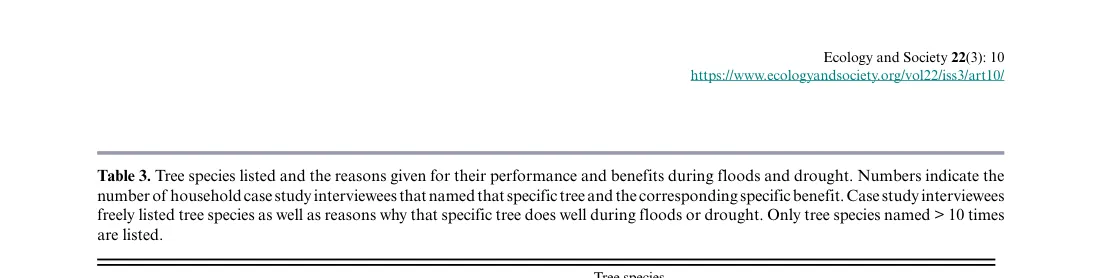 Ecology and Society 22(3): 10
https://www.ecologyandsociety.org/vol22/iss3/art10/
Table 3. Tree species listed and the reasons given for their performance and benefits during floods and drought. Numbers indicate the
number of household case study interviewees that named that specific tree and the corresponding specific benefit. Case study interviewees
freely listed tree species as well as reasons why that specific tree does well during floods or drought. Only tree species named > 10 times
are listed.
Tree species